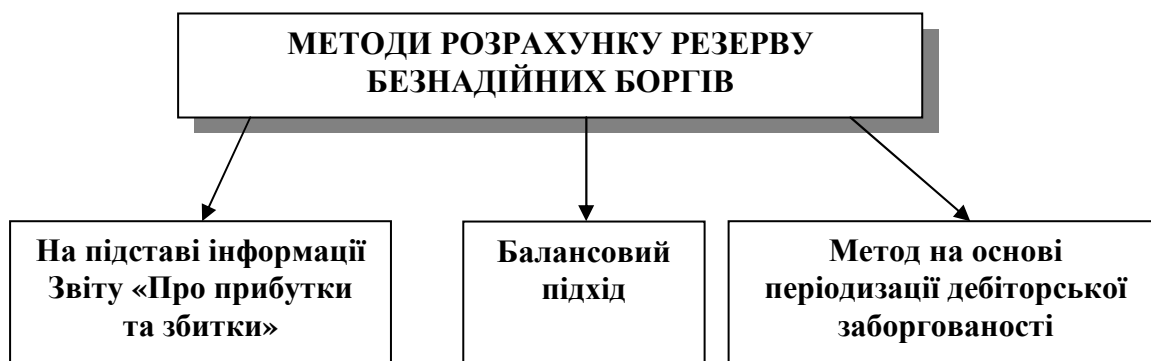 МЕТОДИ РОЗРАХУНКУ РЕЗЕРВУ
БЕЗНАДІЙНИХ БОРГІВ
На підставі інформації
Звіту «Про прибутки
та збитки»
Балансовий
підхід
Метод на основі
періодизації дебіторської
заборгованості